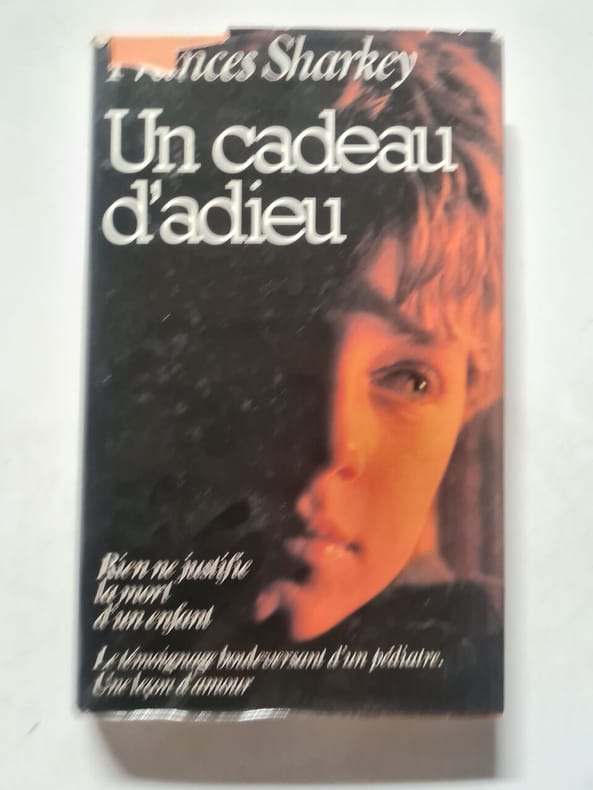 Frances Sharkey
Un cadeau
d'adieu
Rien ne justifie
la mort
d'un enfant
Le témoignage bouleversant d'un pédiatre.
Une leçon d'amour